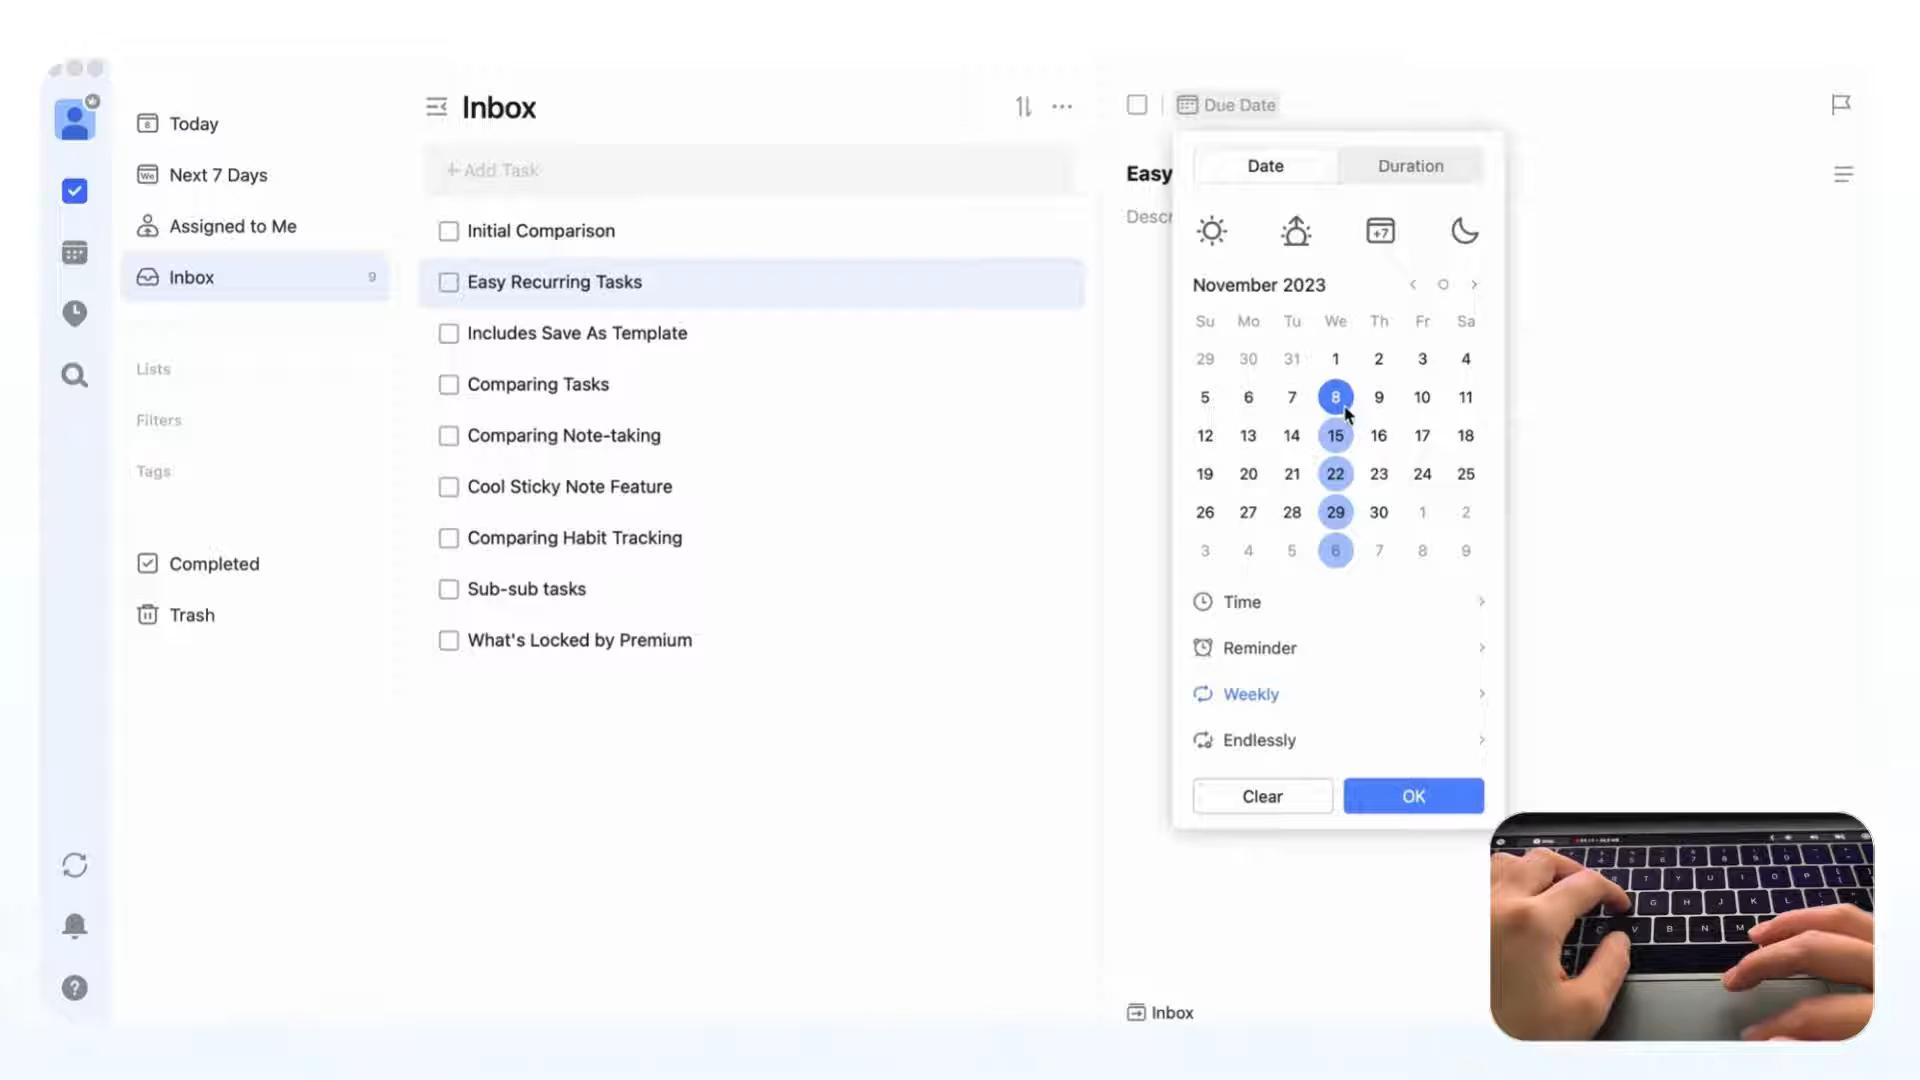 Today
Next 7 Days
Assigned to Me
Inbox 9
Lists
Filters
Tags
Completed
Trash
Inbox
+ Add Task
Initial Comparison
Easy Recurring Tasks
Includes Save As Template
Comparing Tasks
Comparing Note-taking
Cool Sticky Note Feature
Comparing Habit Tracking
Sub-sub tasks
What's Locked by Premium
Due Date
Easy
Descr
Date Duration
+7
November 2023
Su Mo Tu We Th Fr Sa
29 30 31 1 2 3 4
5 6 7 8 9 10 11
12 13 14 15 16 17 18
19 20 21 22 23 24 25
26 27 28 29 30 1 2
3 4 5 6 7 8 9
Time
Reminder
Weekly
Endlessly
Clear OK
Inbox